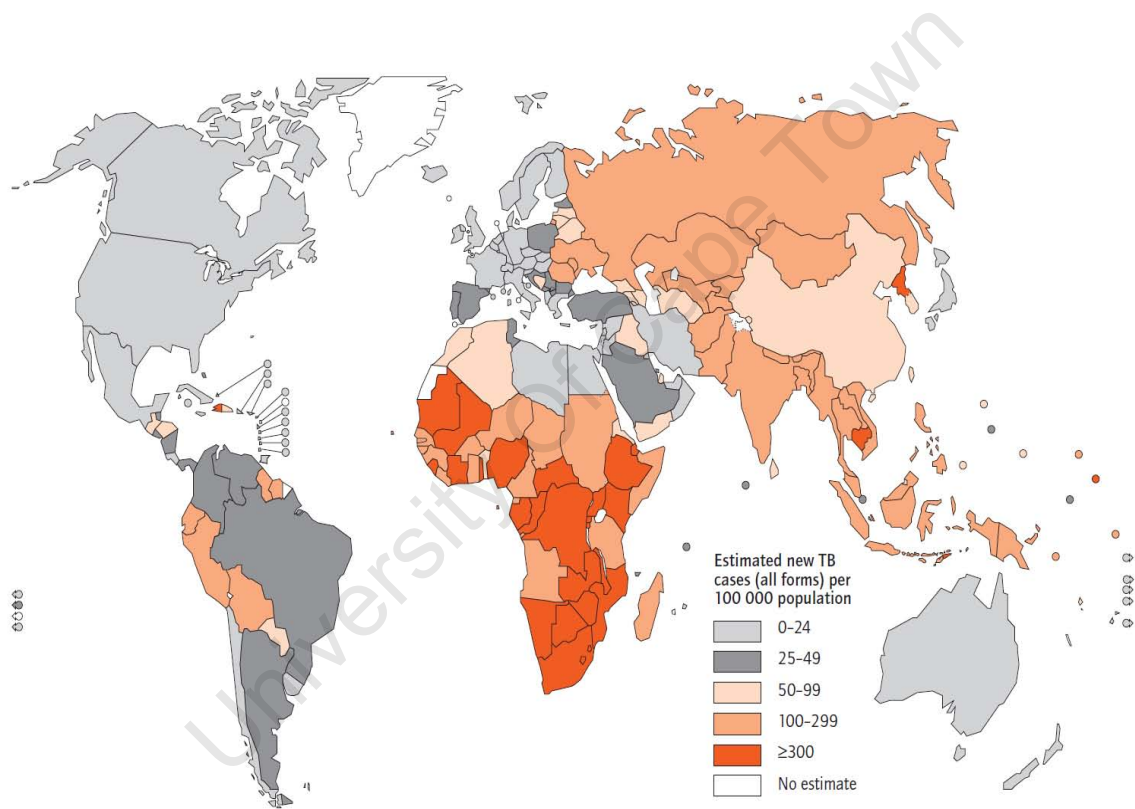 University Of Cape Town
Estimated new TB
cases (all forms) per
100 000 population
0–24
25–49
50–99
100–299
≥300
No estimate